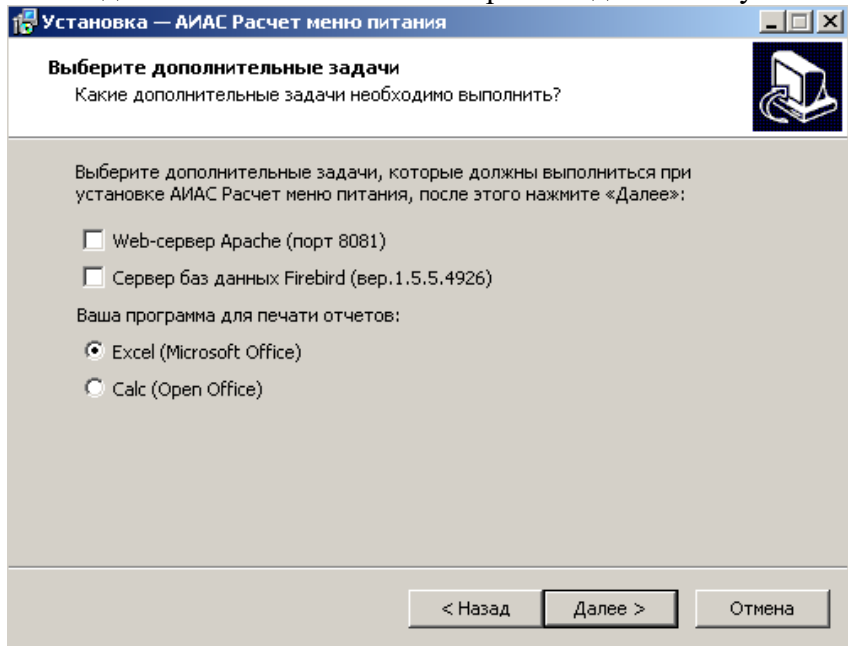 Установка — АИАС Расчет меню питания
Выберите дополнительные задачи
Какие дополнительные задачи необходимо выполнить?
Выберите дополнительные задачи, которые должны выполниться при
установке АИАС Расчет меню питания, после этого нажмите «Далее»:
Web-сервер Apache (порт 8081)
Сервер баз данных Firebird (вер.1.5.5.4926)
Ваша программа для печати отчетов:
Excel (Microsoft Office)
Calc (Open Office)
< Назад
Далее >
Отмена